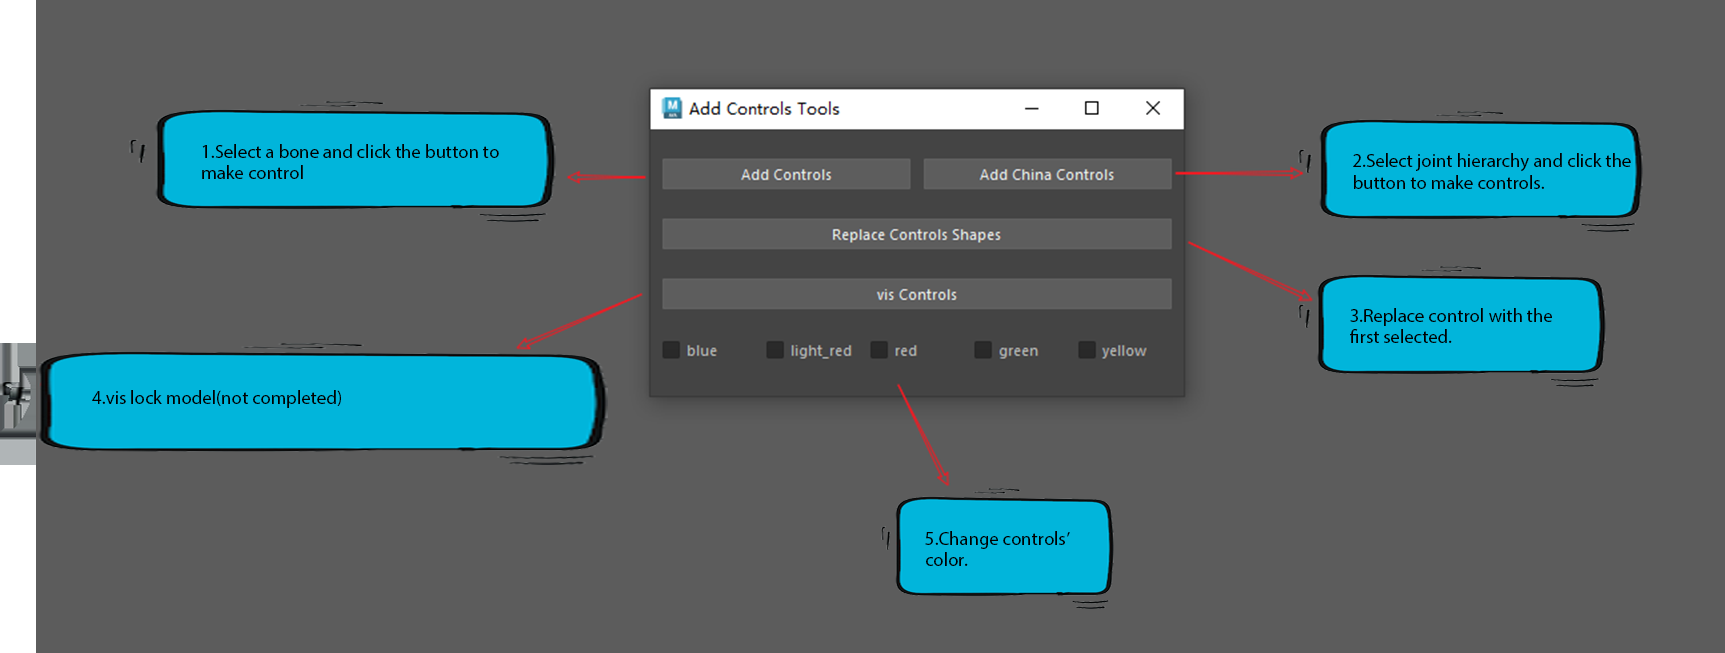 Add Controls Tools
1.Select a bone and click the button to
make control
Add Controls
Add China Controls
2.Select joint hierarchy and click the
button to make controls.
Replace Controls Shapes
vis Controls
3.Replace control with the
first selected.
blue
light_red
red
green
yellow
4.vis lock model(not completed)
5.Change controls’
color.